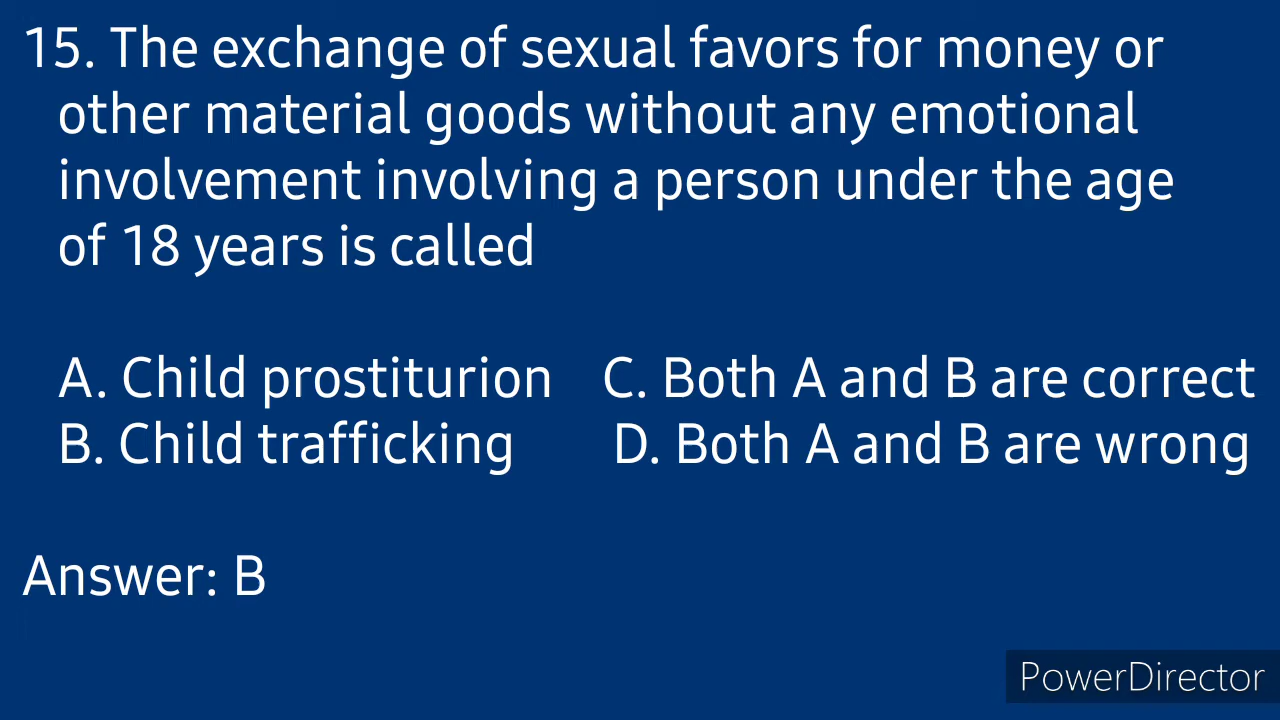 15. The exchange of sexual favors for money or
other material goods without any emotional
involvement involving a person under the age
of 18 years is called
A. Child prostiturion C. Both A and B are correct
B. Child trafficking D. Both A and B are wrong
Answer: B
PowerDirector